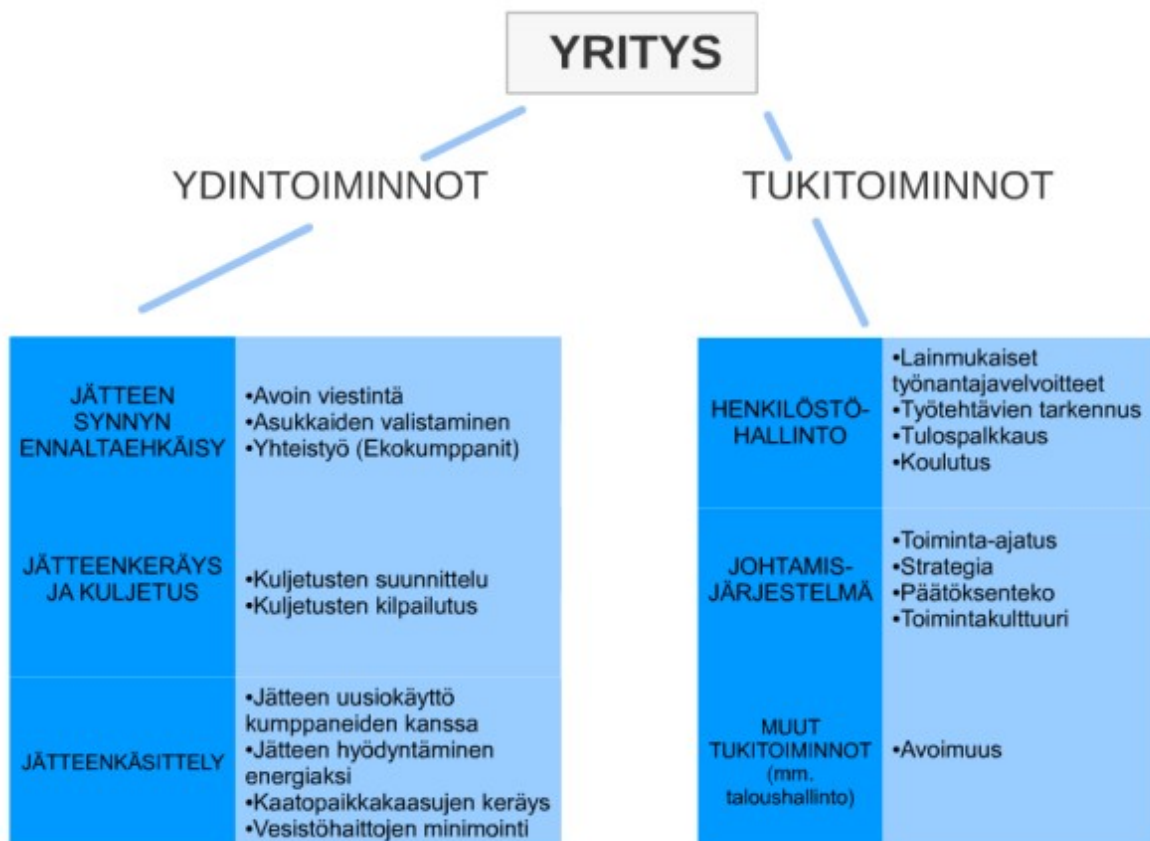 YRITYS
YDINTOIMINNOT
TUKITOIMINNOT
JÄTTEEN
SYNNYN
ENNALTAEHKÄISY
•Avoin viestintä
•Asukkaiden valistaminen
•Yhteistyö (Ekokumppanit)
JÄTTEENKERÄYS
JA KULJETUS
•Kuljetusten suunnittelu
•Kuljetusten kilpailutus
JÄTTEENKÄSITTELY
•Jätteen uusiokäyttö
kumppaneiden kanssa
•Jätteen hyödyntäminen
energiaksi
•Kaatopaikkakaasujen keräys
•Vesistöhaittojen minimointi
HENKILÖSTÖ-
HALLINTO
•Lainmukaiset
työnantajavelvoitteet
•Työtehtävien tarkennus
•Tulospalkkaus
•Koulutus
JOHTAMIS-
JÄRJESTELMÄ
•Toiminta-ajatus
•Strategia
•Päätöksenteko
•Toimintakulttuuri
MUUT
TUKITOIMINNOT
(mm.
taloushallinto)
•Avoimuus